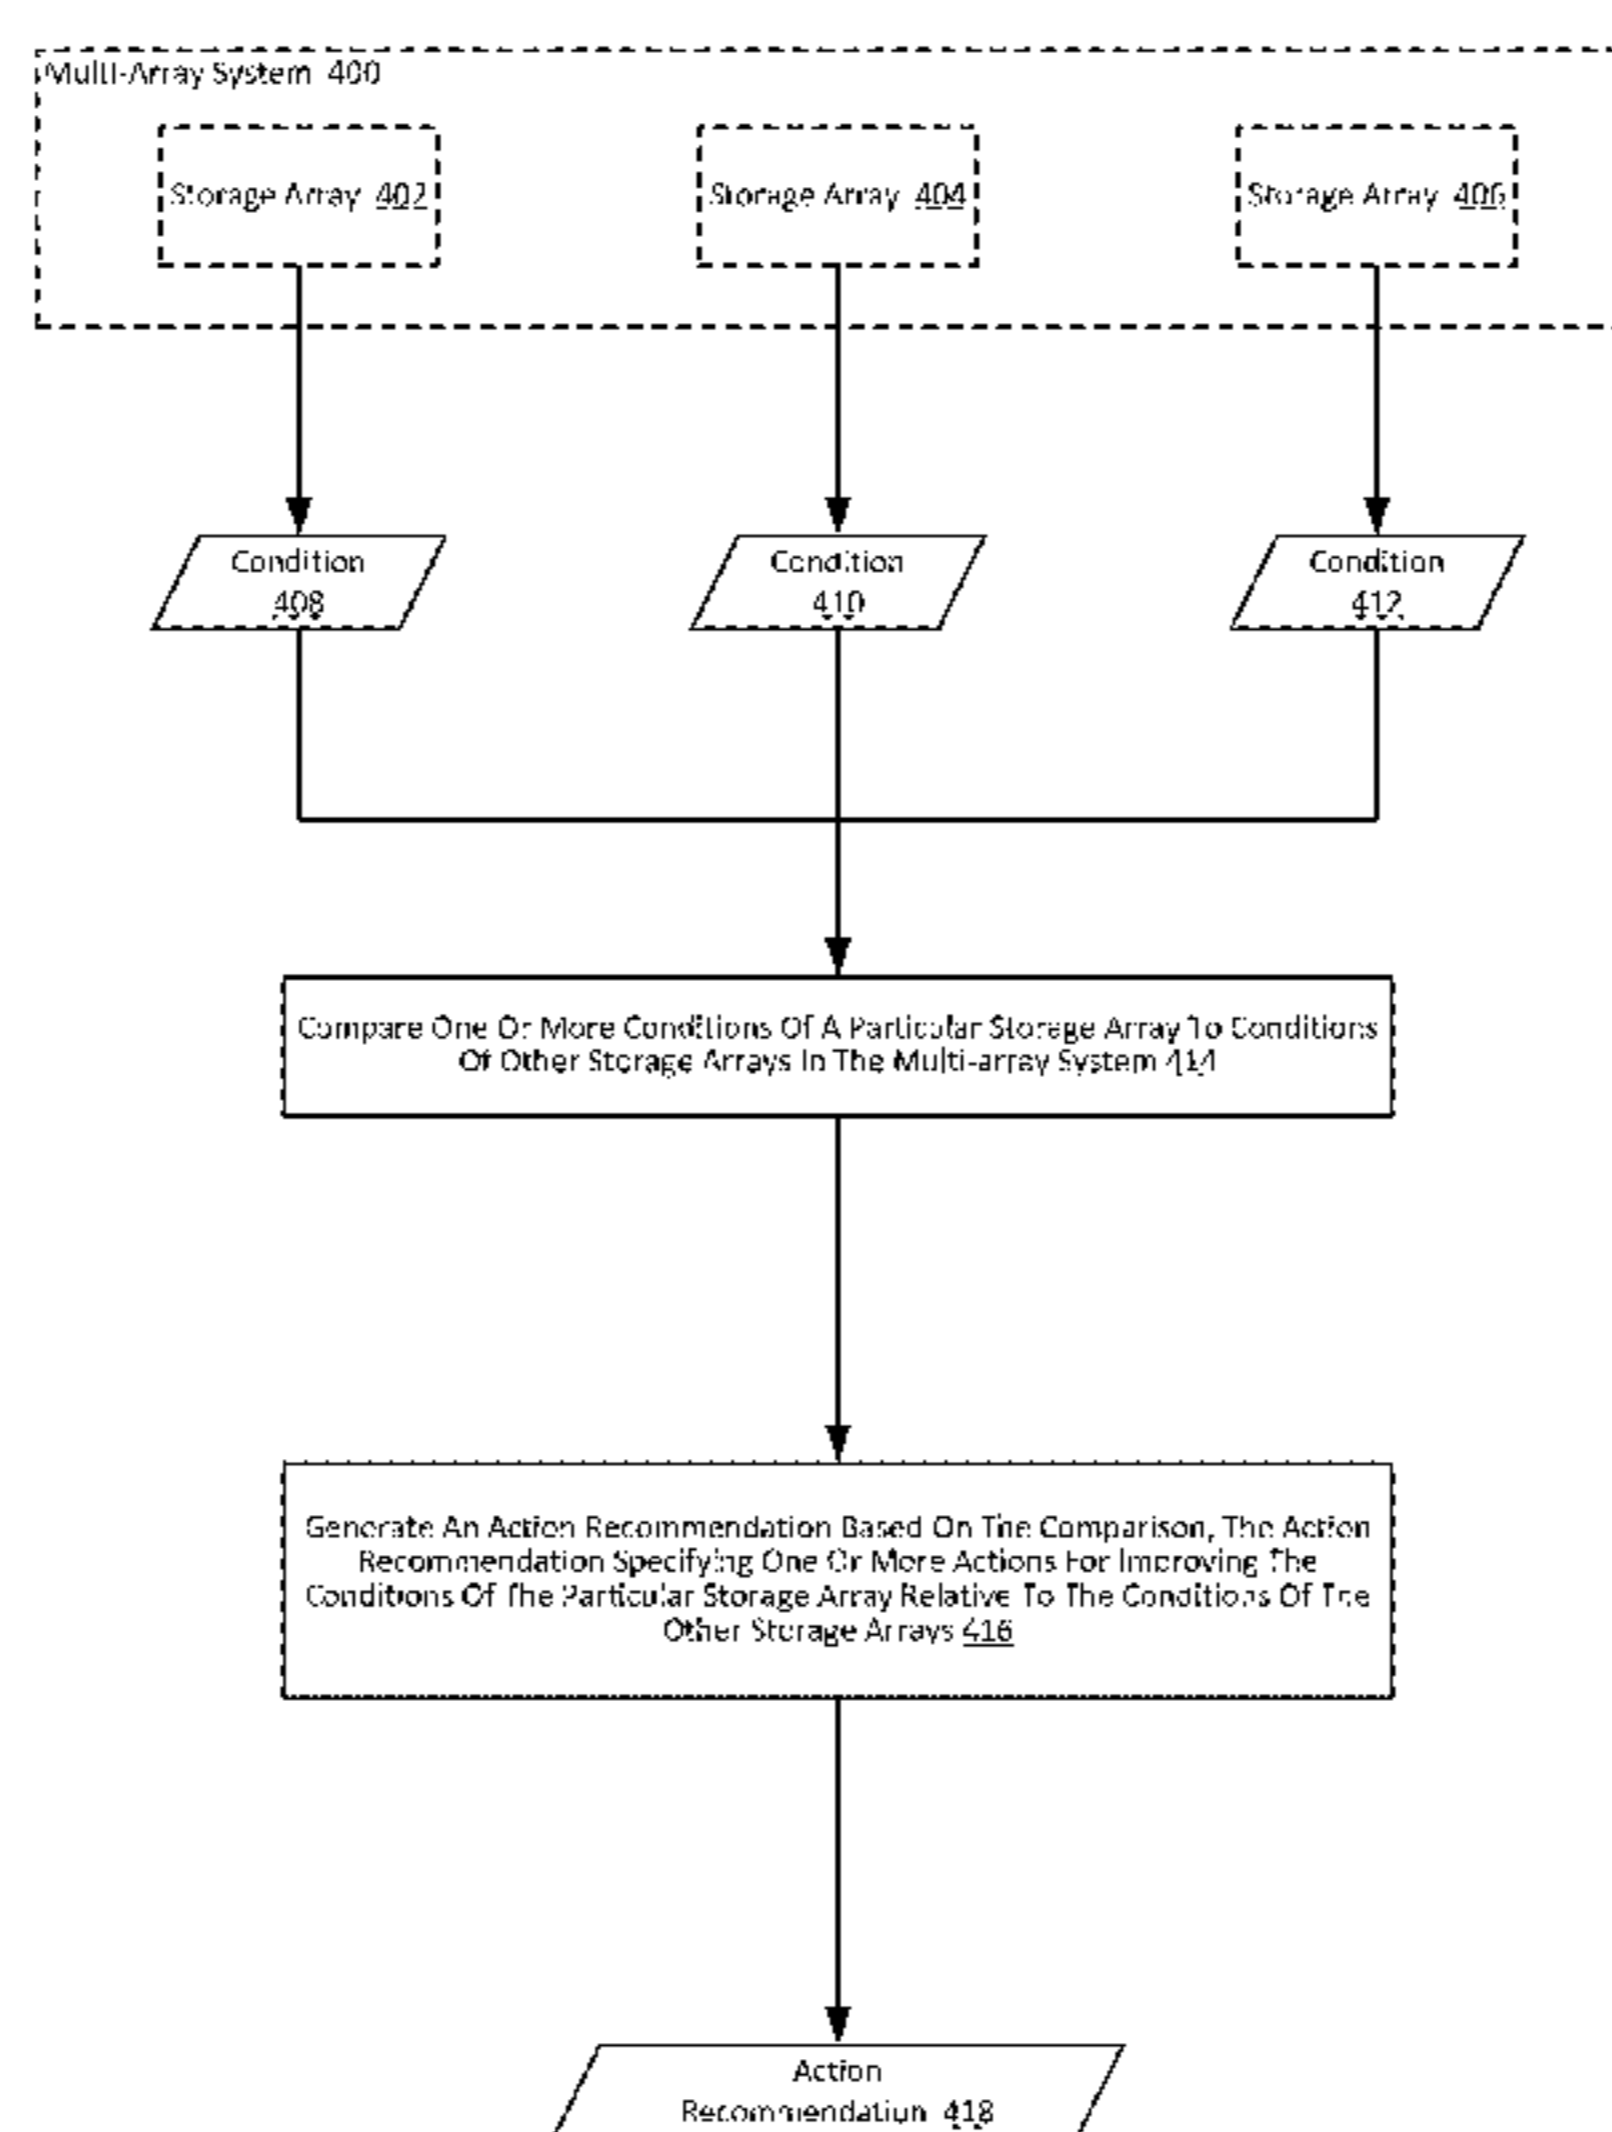 Multi-Array System 400
Storage Array 402
Storage Array 404
Storage Array 406
Condition
408
Condition
410
Condition
412
Compare One Or More Conditions Of A Particular Storage Array To Conditions
Of Other Storage Arrays In The Multi-array System 414
Generate An Action Recommendation Based On The Comparison, The Action
Recommendation Specifying One Or More Actions For Improving The
Conditions Of The Particular Storage Array Relative To The Conditions Of The
Other Storage Arrays 416
Action
Recommendation 418